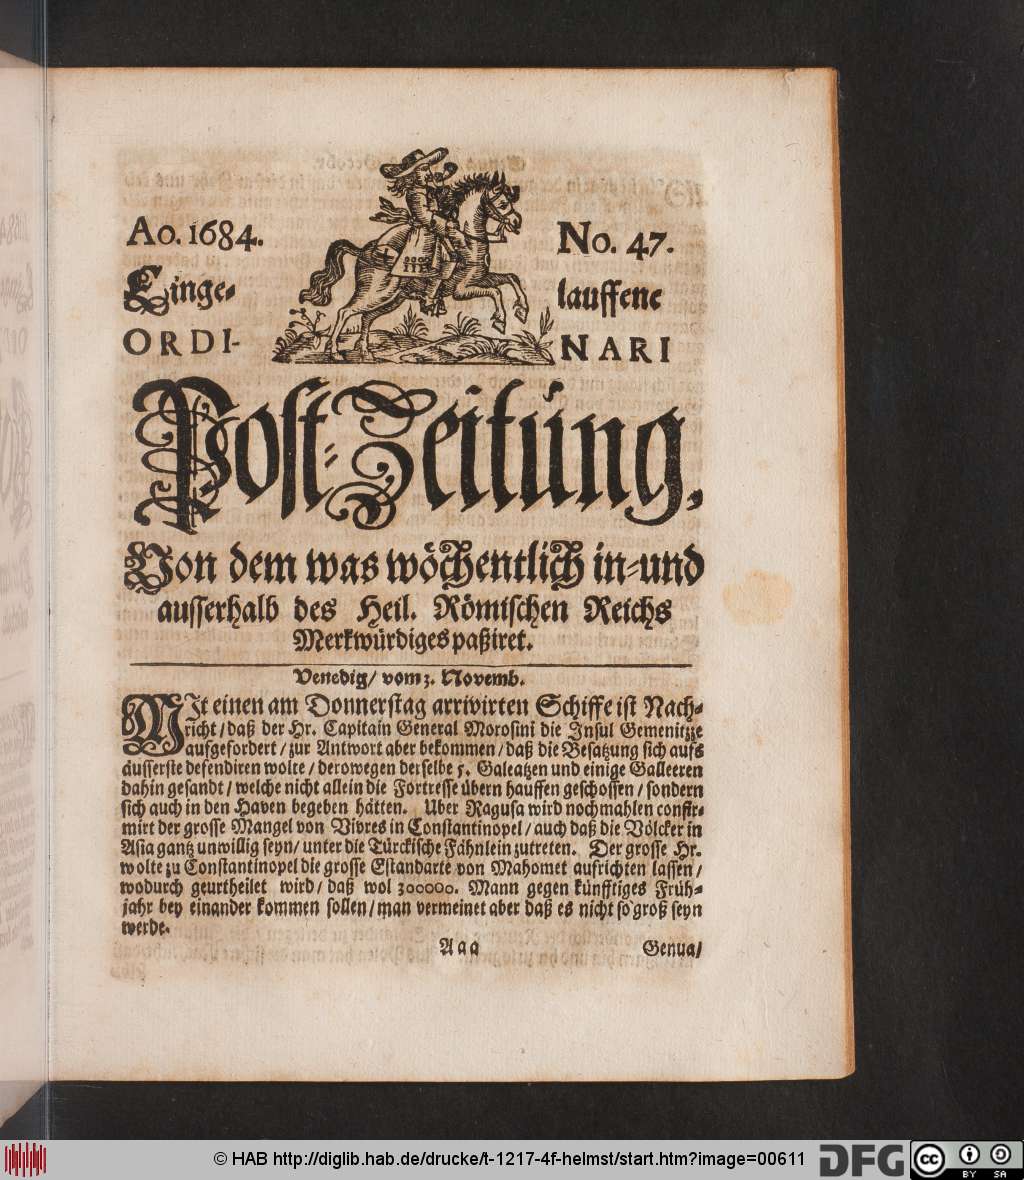 Ao. 1684. No. 47.
Einge- lauffene
ORDI- NARI
Post-Zeitung,
Von dem was wöchentlich in-und
ausserhalb des Heil. Römischen Reichs
Merkwürdiges paßiret.
Venedig/ vom 3. Novemb.
MIt einen am Donnerstag arrivirten Schiffe ist Nach-
richt/ daß der Hr. Capitain General Morosini die Insul Gemenitzze
aufgefordert/ zur Antwort aber bekommen/ daß die Besatzung sich aufs
äusserste defendiren wolte/ derowegen derselbe 5. Galeatzen und einige Galleeren
dahin gesandt/ welche nicht allein die Fortresse übern hauffen geschossen/ sondern
sich auch in den Haven begeben hätten. Uber Ragusa wird nochmahlen confir-
mirt der grosse Mangel von Vivres in Constantinopel/ auch daß die Völcker in
Asia gantz unwillig seyn/ unter die Türckische Fähnlein zutreten. Der grosse Hr.
wolte zu Constantinopel die grosse Estandarte von Mahomet aufrichten lassen/
wodurch geurtheilet wird/ daß wol 300000. Mann gegen künfftiges Früh-
jahr bey einander kommen sollen/ man vermeinet aber daß es nicht so groß seyn
werde.
Aaa Genua/
© HAB http://diglib.hab.de/drucke/t-1217-4f-helmst/start.htm?image=00611
DFG
cc BY SA